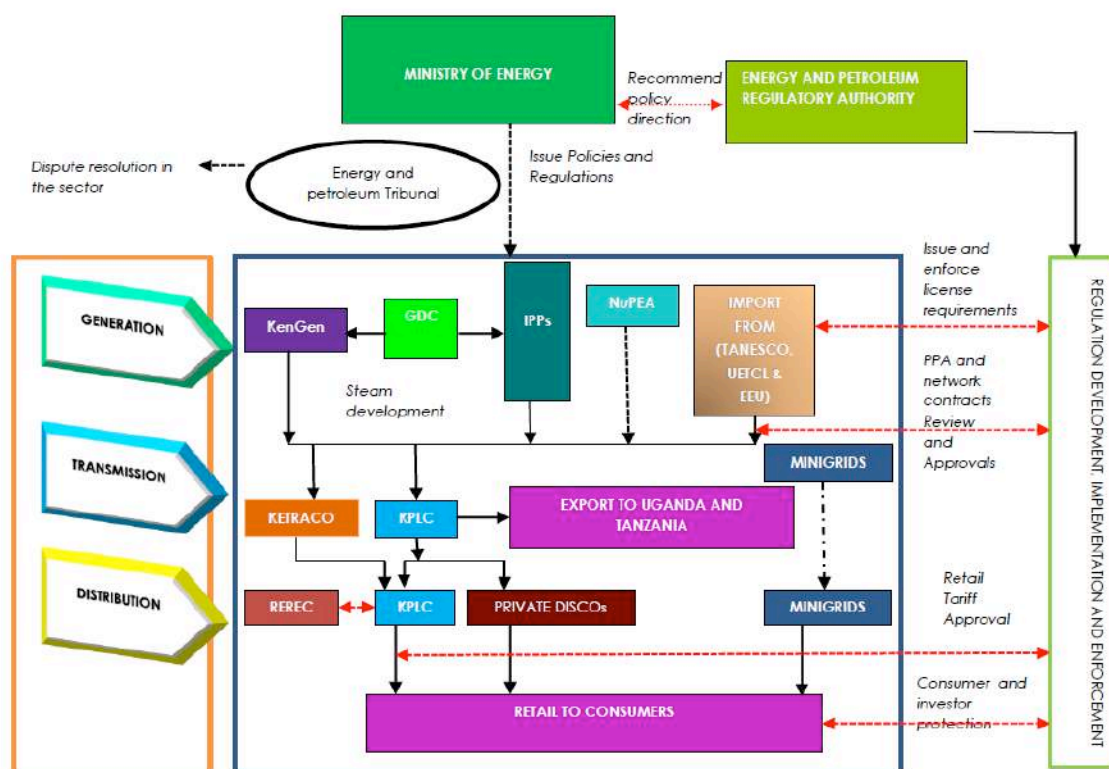 MINISTRY OF ENERGY
Recommend
policy
direction
ENERGY AND PETROLEUM
REGULATORY AUTHORITY
Dispute resolution in
the sector
Energy and
petroleum Tribunal
Issue Policies and
Regulations
GENERATION
KenGen
GDC
IPPs
NuPEA
IMPORT
FROM
(TANESCO,
UETCL &
EEU)
Issue and
enforce
license
requirements
Steam
development
PPA and
network
contracts
Review
and
Approvals
TRANSMISSION
MINIGRIDS
KETRACO
KPLC
EXPORT TO UGANDA AND
TANZANIA
DISTRIBUTION
REREC
KPLC
PRIVATE DISCOs
MINIGRIDS
Retail
Tariff
Approval
RETAIL TO CONSUMERS
Consumer and
investor
protection
REGULATION DEVELOPMENT, IMPLEMENTATION AND ENFORCEMENT